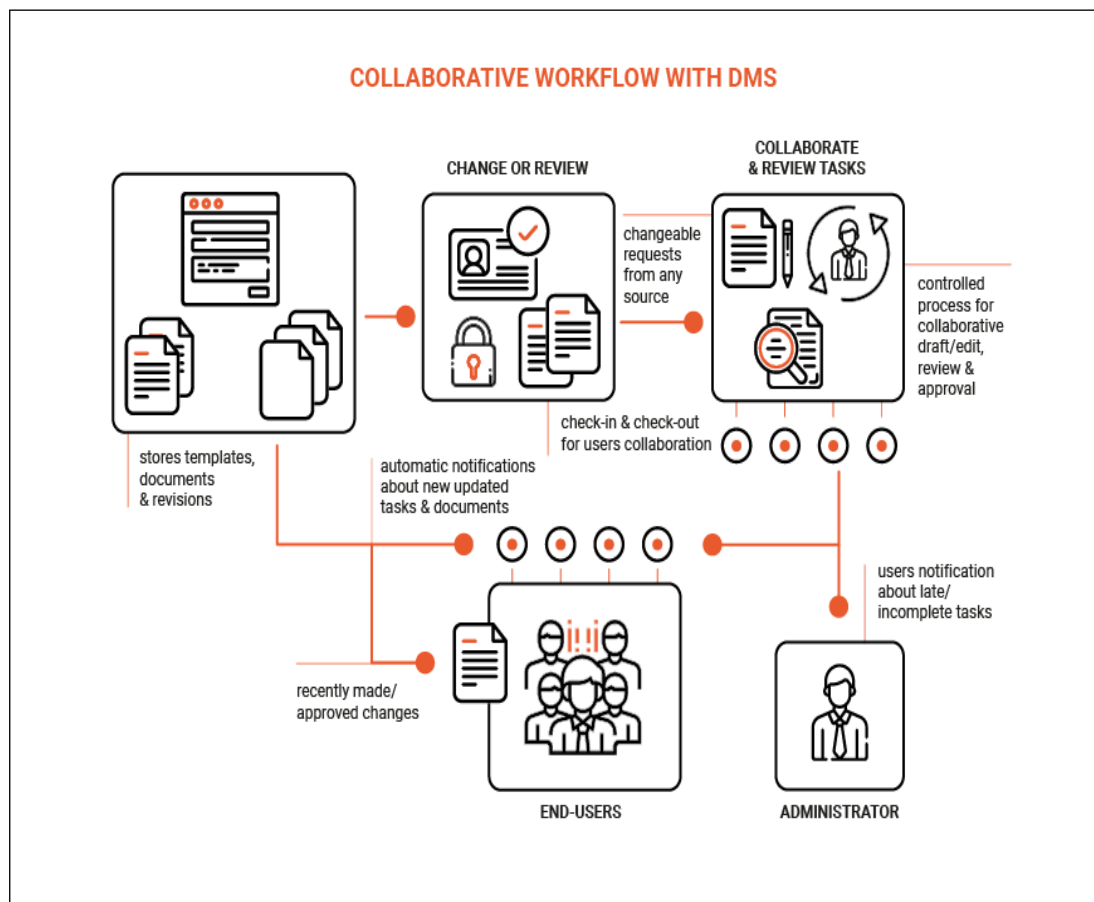 COLLABORATIVE WORKFLOW WITH DMS
CHANGE OR REVIEW
COLLABORATE
& REVIEW TASKS
changeable
requests
from any
source
controlled
process for
collaborative
draft/edit,
review &
approval
check-in & check-out
for users collaboration
stores templates,
documents
& revisions
automatic notifications
about new updated
tasks & documents
users notification
about late/
incomplete tasks
recently made/
approved changes
END-USERS
ADMINISTRATOR